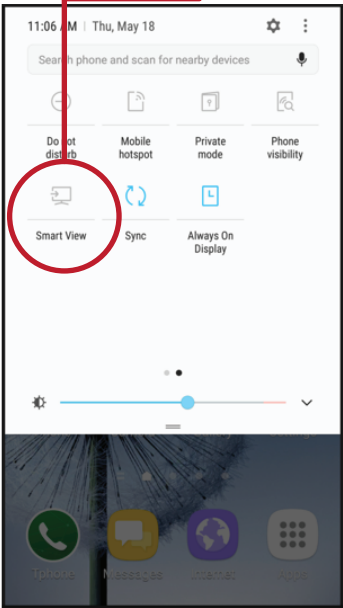 11:06 AM | Thu, May 18
Search phone and scan for nearby devices
Do not
disturb
Mobile
hotspot
Private
mode
Phone
visibility
Smart View
Sync
Always On
Display
Tphone
Messages
Internet
Apps